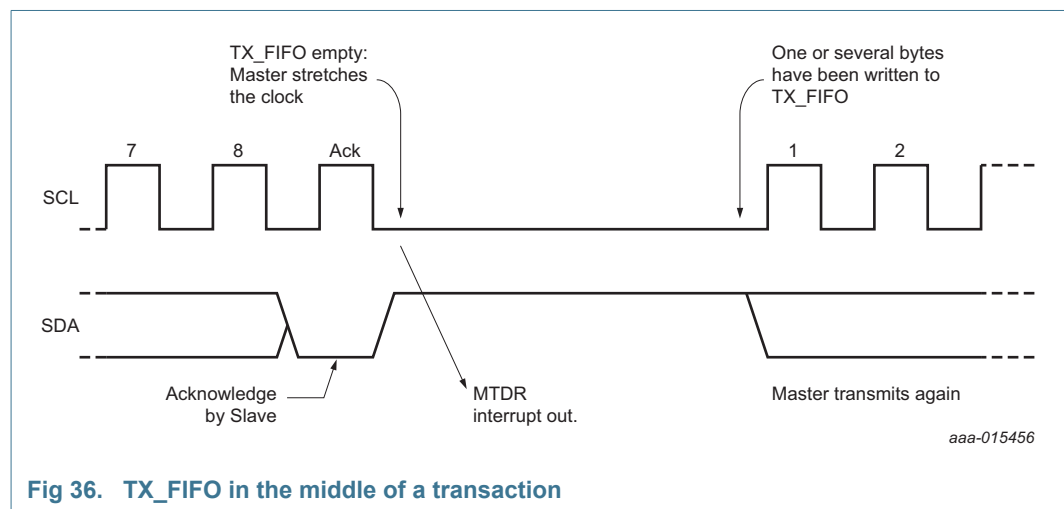 TX_FIFO empty:
Master stretches
the clock
One or several bytes
have been written to
TX_FIFO
7
8
Ack
1
2
SCL
SDA
Acknowledge
by Slave
MTDR
interrupt out.
Master transmits again
aaa-015456
Fig 36. TX_FIFO in the middle of a transaction